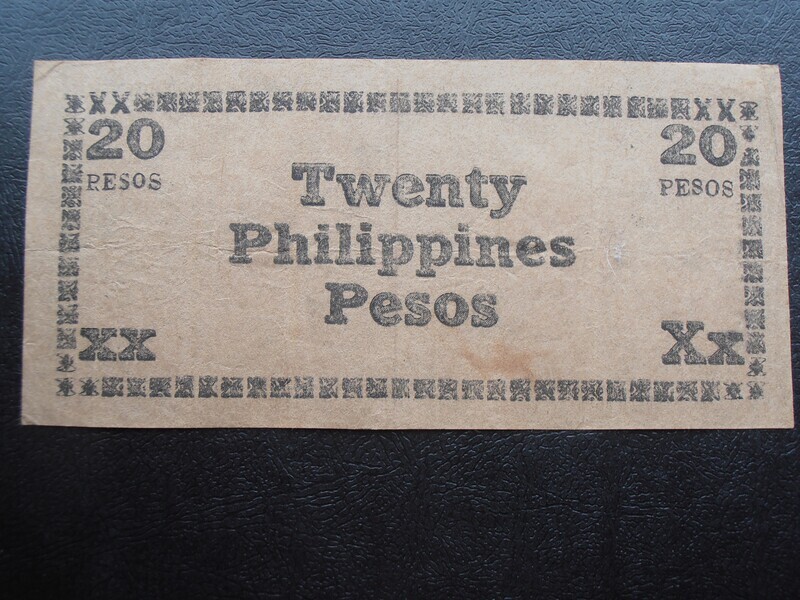 XX XX
20 20
PESOS PESOS
Twenty
Philippines
Pesos
xx Xx